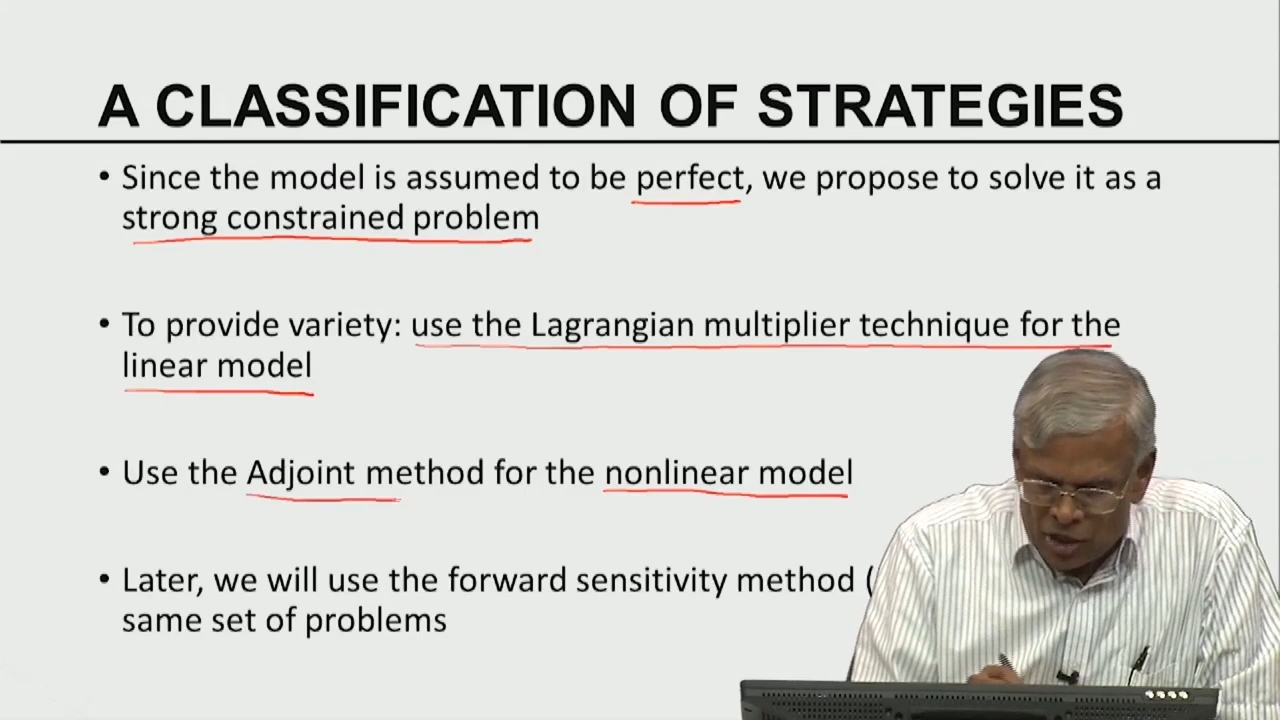 A CLASSIFICATION OF STRATEGIES
• Since the model is assumed to be perfect, we propose to solve it as a
strong constrained problem
• To provide variety: use the Lagrangian multiplier technique for the
linear model
• Use the Adjoint method for the nonlinear model
• Later, we will use the forward sensitivity method (
same set of problems